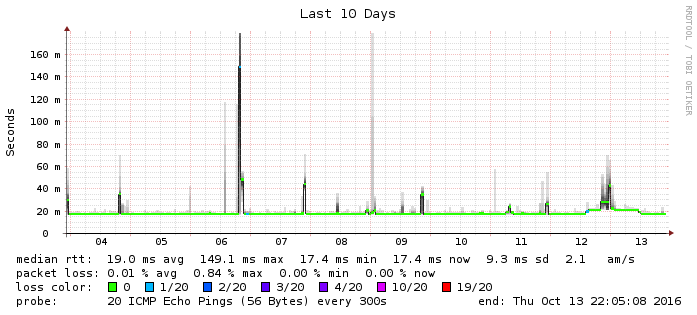 Last 10 Days
RRDTOOL / TOBI OETIKER
Seconds
160 m
140 m
120 m
100 m
80 m
60 m
40 m
20 m
0
04 05 06 07 08 09 10 11 12 13
median rtt: 19.0 ms avg 149.1 ms max 17.4 ms min 17.4 ms now 9.3 ms sd 2.1 am/s
packet loss: 0.01 % avg 0.84 % max 0.00 % min 0.00 % now
loss color: 0 1/20 2/20 3/20 4/20 10/20 19/20
probe: 20 ICMP Echo Pings (56 Bytes) every 300s end: Thu Oct 13 22:05:08 2016